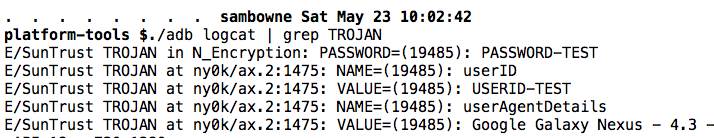 . . . . . . . . sambowne Sat May 23 10:02:42
platform-tools $./adb logcat | grep TROJAN
E/SunTrust TROJAN in N_Encryption: PASSWORD=(19485): PASSWORD-TEST
E/SunTrust TROJAN at ny0k/ax.2:1475: NAME=(19485): userID
E/SunTrust TROJAN at ny0k/ax.2:1475: VALUE=(19485): USERID-TEST
E/SunTrust TROJAN at ny0k/ax.2:1475: NAME=(19485): userAgentDetails
E/SunTrust TROJAN at ny0k/ax.2:1475: VALUE=(19485): Google Galaxy Nexus - 4.3 -